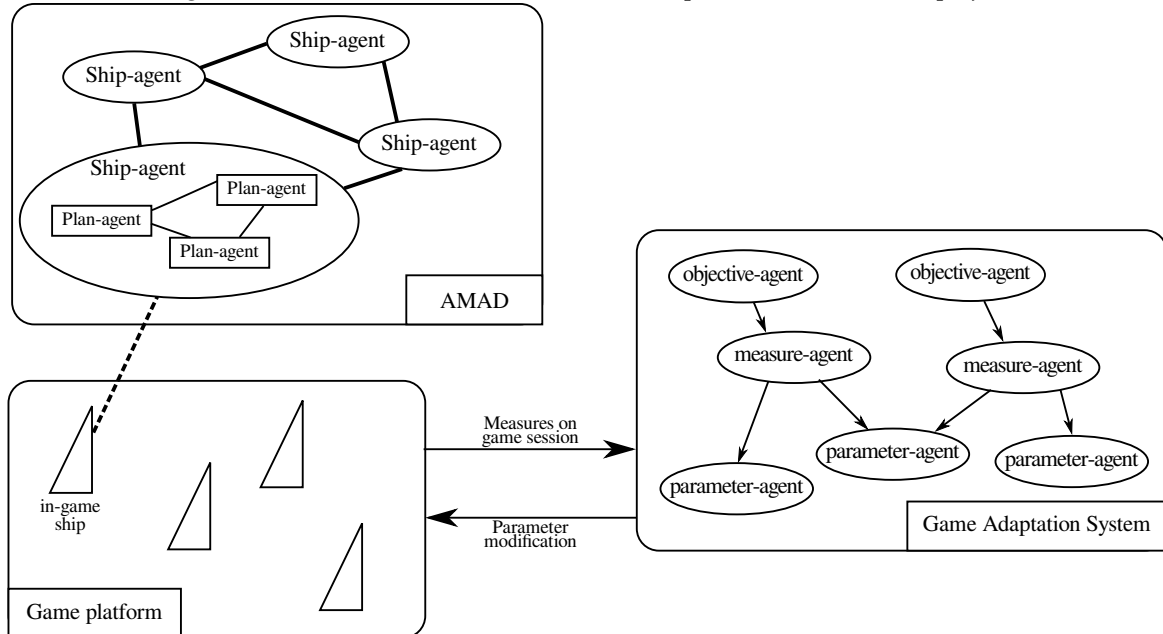 Ship-agent
Ship-agent
Ship-agent
Ship-agent
Plan-agent
Plan-agent
Plan-agent
AMAD
objective-agent
objective-agent
measure-agent
measure-agent
parameter-agent
parameter-agent
parameter-agent
Game Adaptation System
Measures on
game session
Parameter
modification
in-game
ship
Game platform